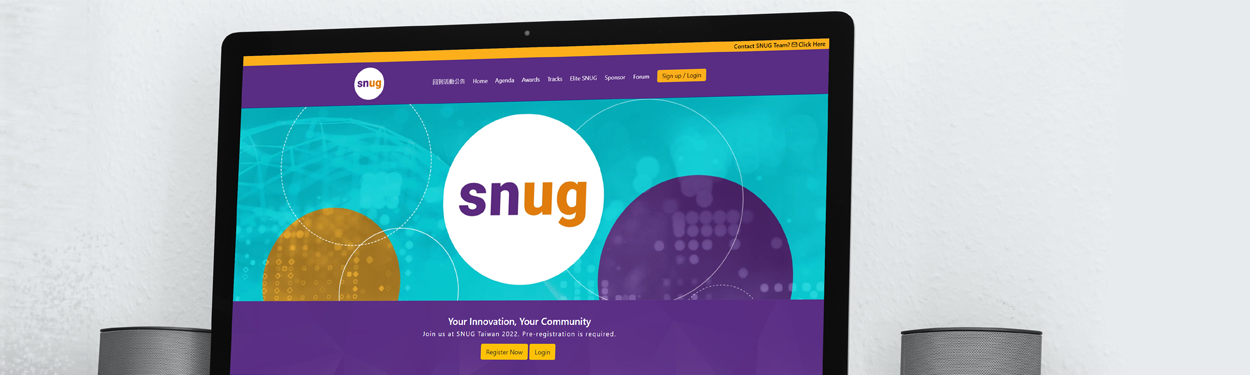 Contact SNUG Team? Click Here
snug
回到活動公告 Home Agenda Awards Tracks Elite SNUG Sponsor Forum Sign up / Login
snug
Your Innovation, Your Community
Join us at SNUG Taiwan 2022. Pre-registration is required.
Register Now Login